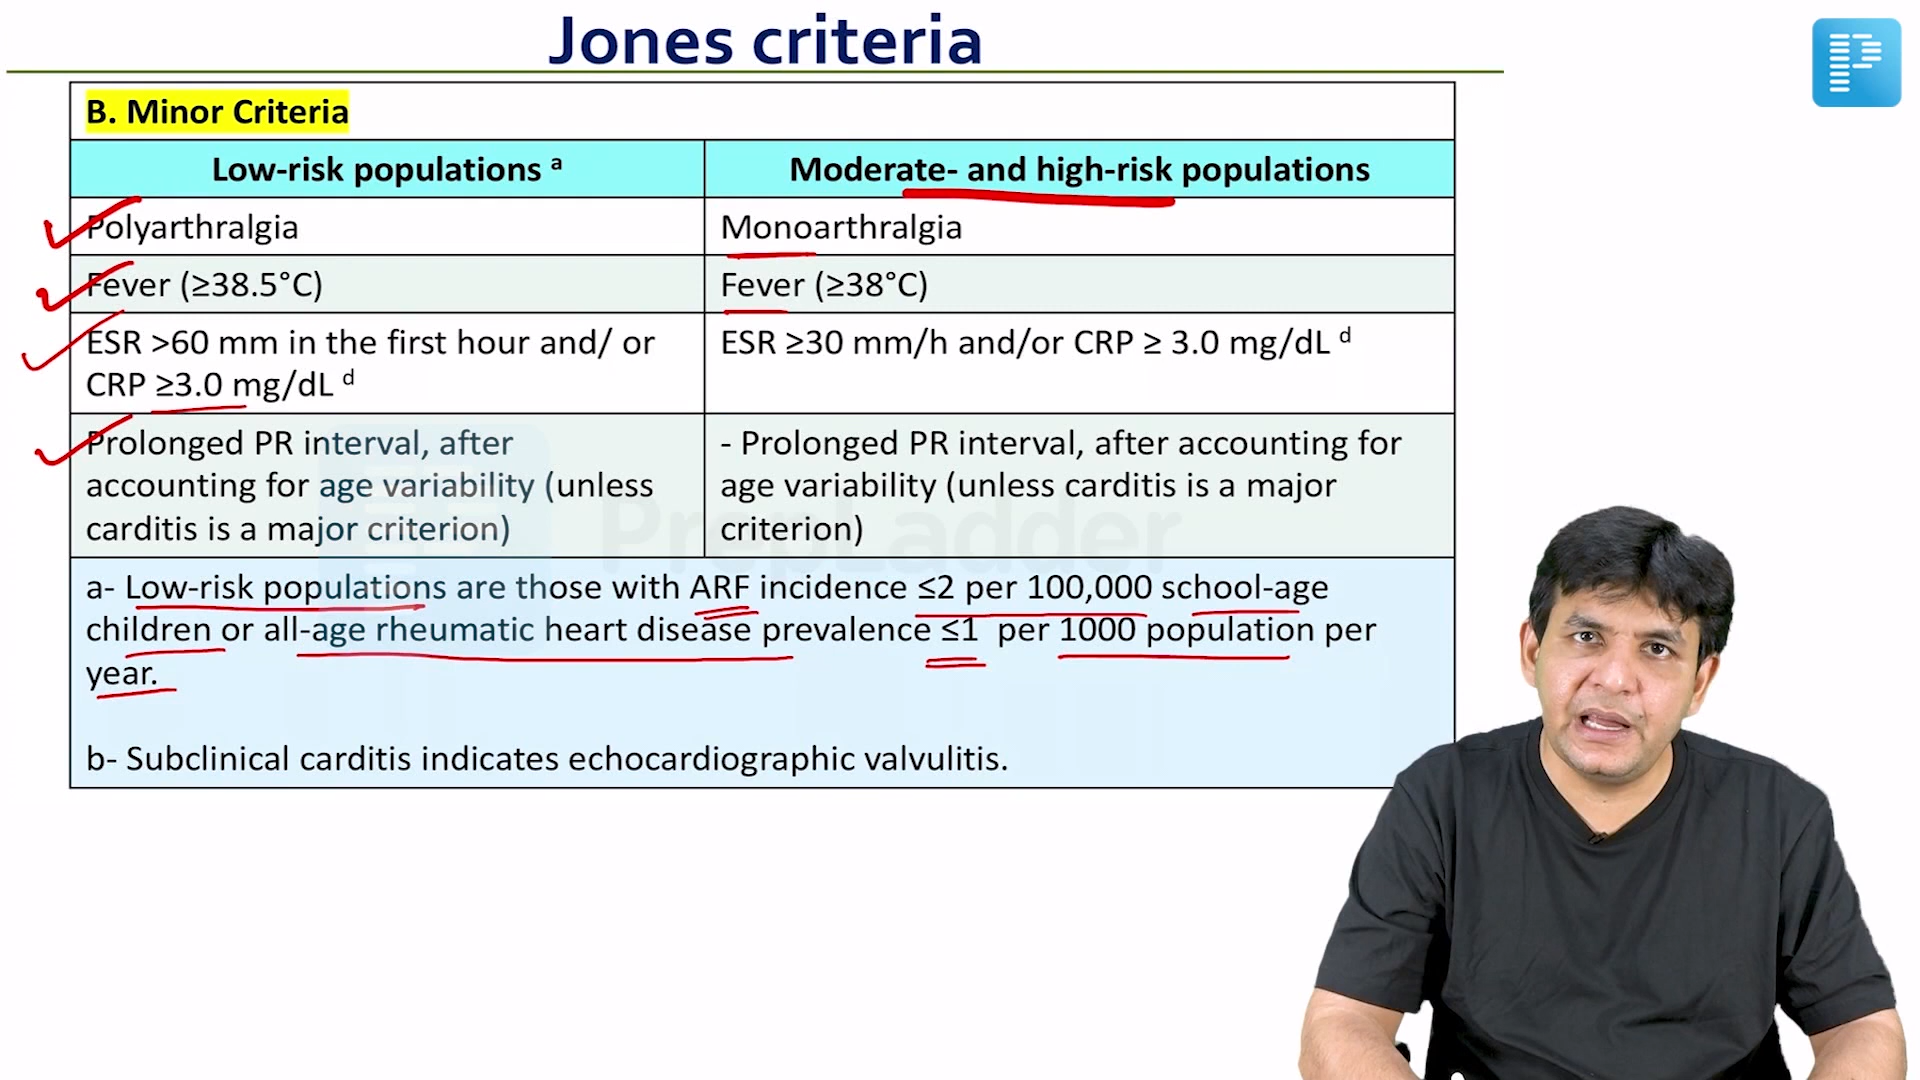 Jones criteria
B. Minor Criteria
Low-risk populations ᵃ
Moderate- and high-risk populations
Polyarthralgia
Monoarthralgia
Fever (≥38.5°C)
Fever (≥38°C)
ESR >60 mm in the first hour and/ or
CRP ≥3.0 mg/dL ᵈ
ESR ≥30 mm/h and/or CRP ≥ 3.0 mg/dL ᵈ
Prolonged PR interval, after
accounting for age variability (unless
carditis is a major criterion)
- Prolonged PR interval, after accounting for
age variability (unless carditis is a major
criterion)
PrepLadder
a- Low-risk populations are those with ARF incidence ≤2 per 100,000 school-age
children or all-age rheumatic heart disease prevalence ≤1 per 1000 population per
year.
b- Subclinical carditis indicates echocardiographic valvulitis.